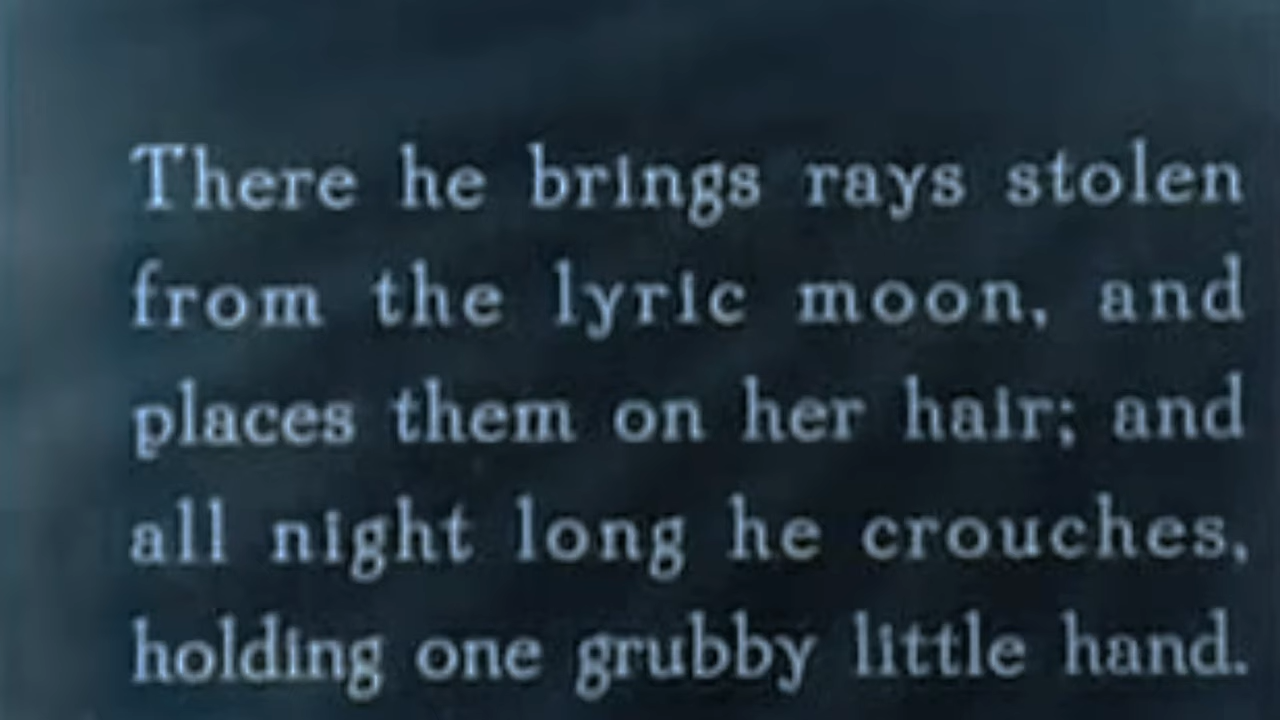 There he brings rays stolen
from the lyric moon, and
places them on her hair; and
all night long he crouches,
holding one grubby little hand.